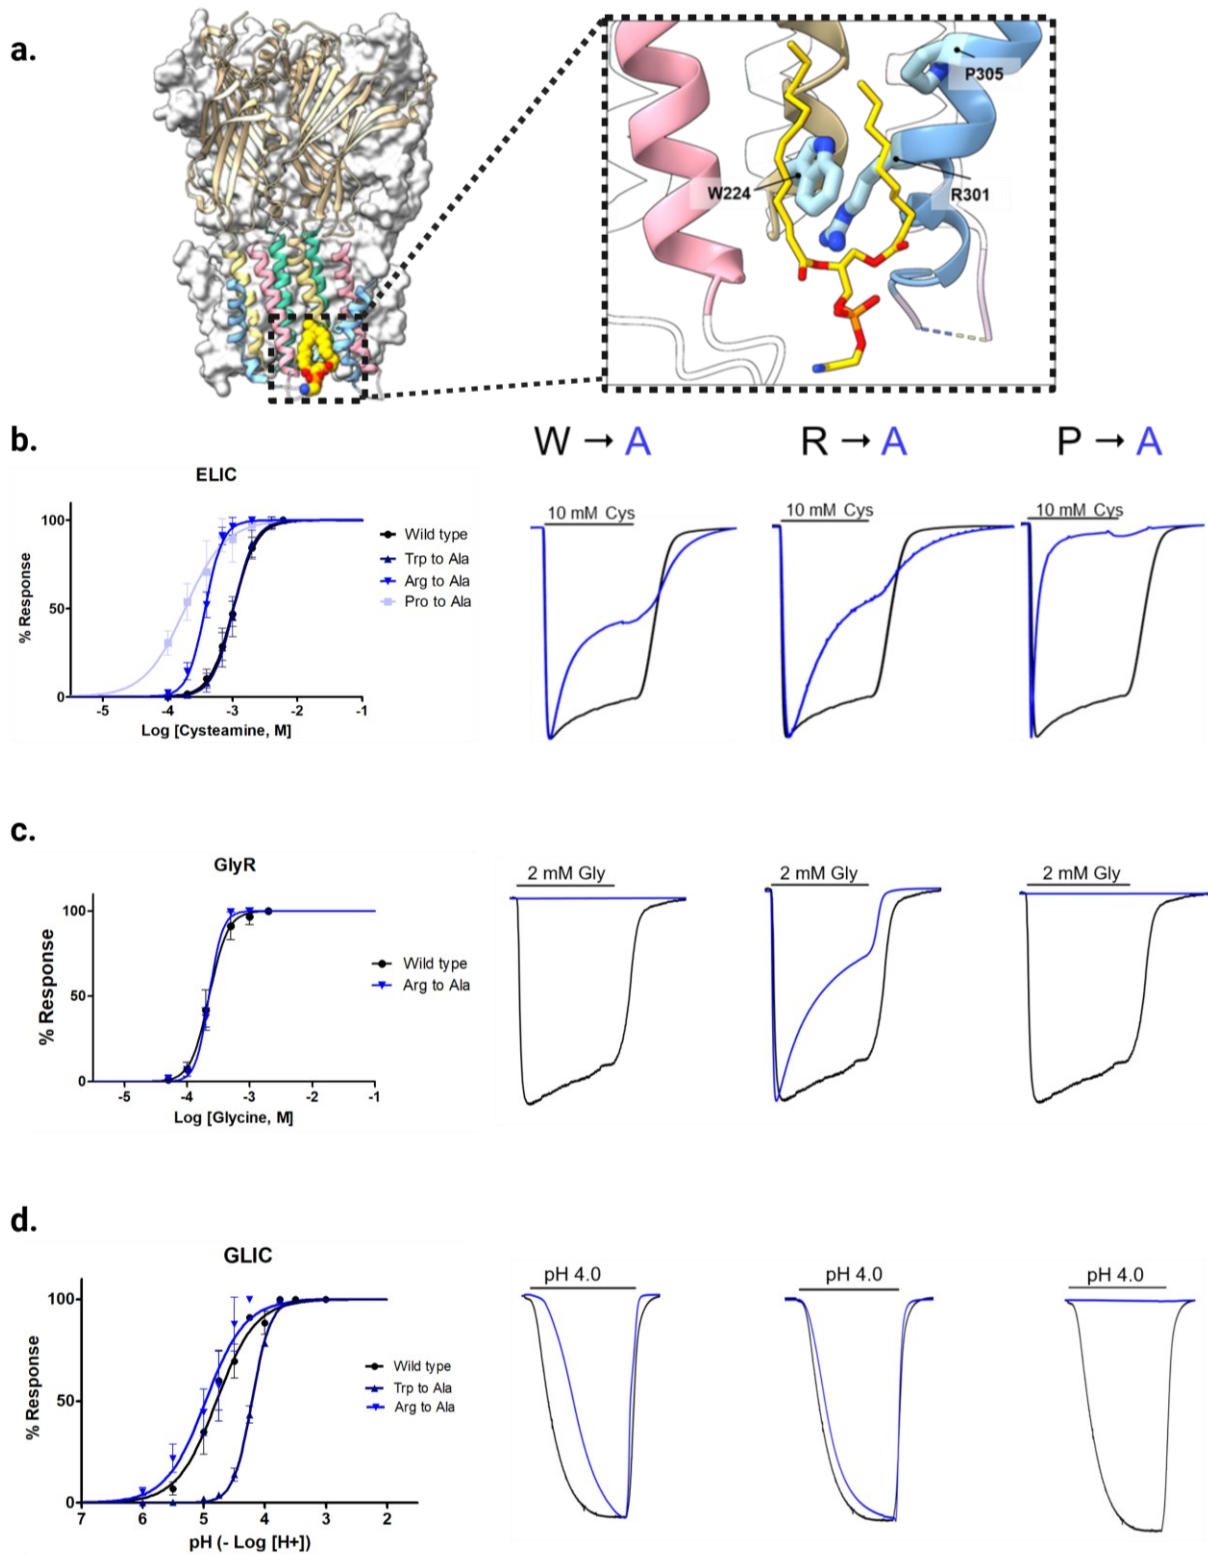 a.
P305
W224
R301
b.
W → A
R → A
P → A
ELIC
100
50
0
% Response
-5
-4
-3
-2
-1
Log [Cysteamine, M]
Wild type
Trp to Ala
Arg to Ala
Pro to Ala
10 mM Cys
10 mM Cys
10 mM Cys
c.
GlyR
100
50
0
% Response
-5
-4
-3
-2
-1
Log [Glycine, M]
Wild type
Arg to Ala
2 mM Gly
2 mM Gly
2 mM Gly
d.
GLIC
100
50
0
% Response
7
6
5
4
3
2
pH (- Log [H+])
Wild type
Trp to Ala
Arg to Ala
pH 4.0
pH 4.0
pH 4.0